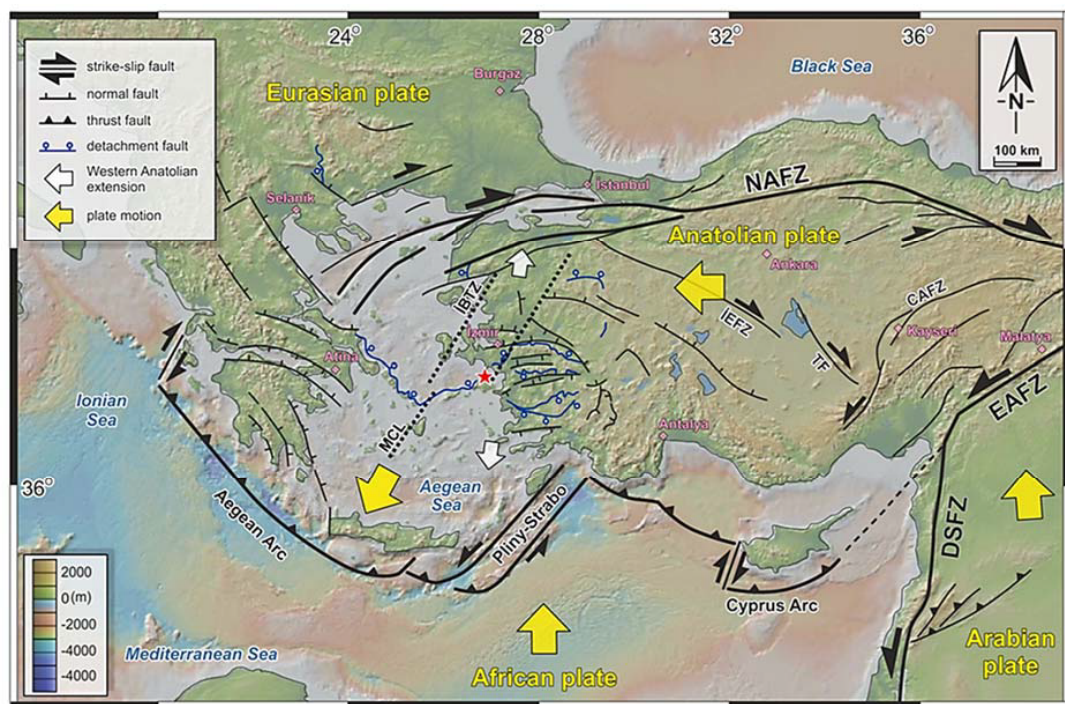 24°
28°
32°
36°
strike-slip fault
normal fault
thrust fault
detachment fault
Western Anatolian
extension
plate motion
Burgaz
Black Sea
-N-
100 km
Eurasian plate
İstanbul
NAFZ
Selanik
Anatolian plate
Ankara
İBTZ
CAFZ
İEFZ
Kayseri
Malatya
İzmir
TF
Atina
Ionian
Sea
EAFZ
MCL
Antalya
36°
Aegean
Sea
Aegean Arc
Pliny-Strabo
DSFZ
2000
0 (m)
-2000
-4000
-4000
Cyprus Arc
Mediterranean Sea
African plate
Arabian
plate